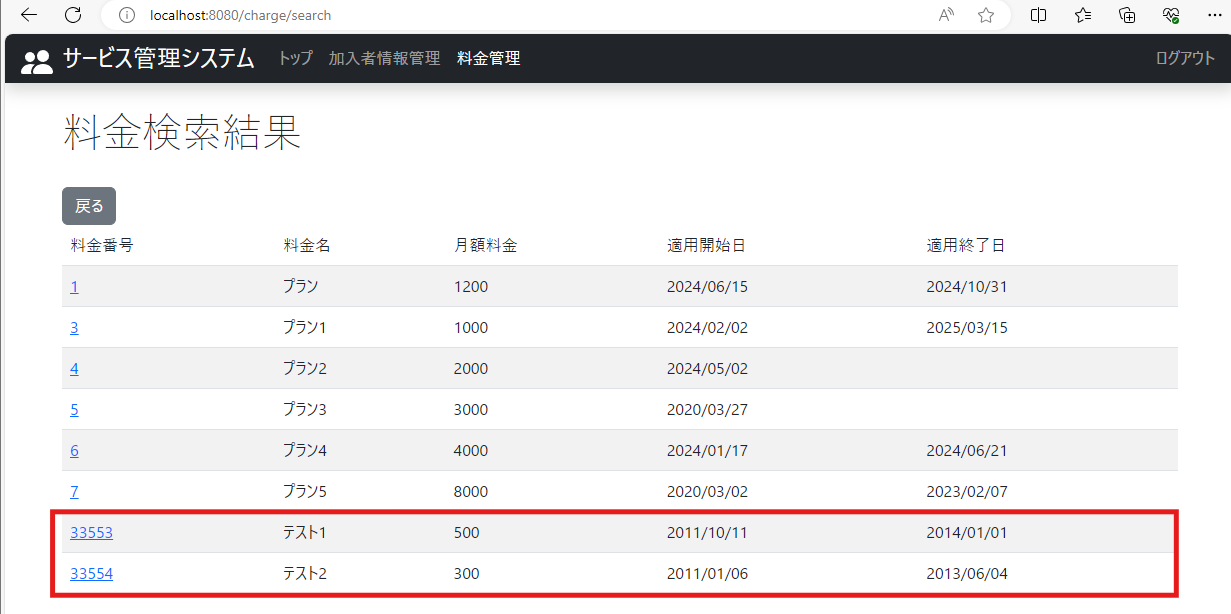 localhost:8080/charge/search
サービス管理システム トップ 加入者情報管理 料金管理 ログアウト
料金検索結果
戻る
料金番号 料金名 月額料金 適用開始日 適用終了日
1 プラン 1200 2024/06/15 2024/10/31
3 プラン1 1000 2024/02/02 2025/03/15
4 プラン2 2000 2024/05/02
5 プラン3 3000 2020/03/27
6 プラン4 4000 2024/01/17 2024/06/21
7 プラン5 8000 2020/03/02 2023/02/07
33553 テスト1 500 2011/10/11 2014/01/01
33554 テスト2 300 2011/01/06 2013/06/04